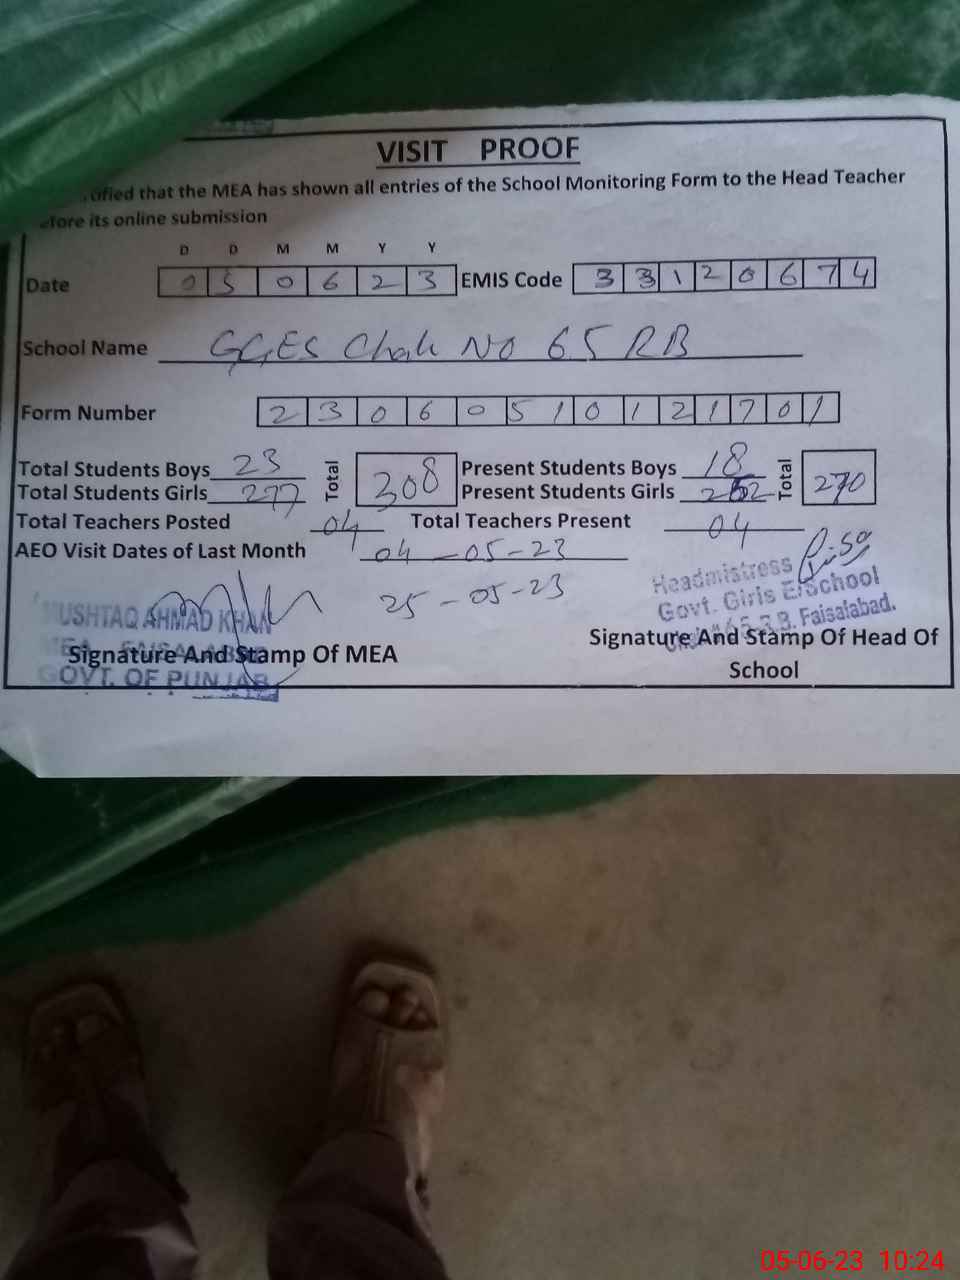 VISIT PROOF
that the MEA has shown all entries of the School Monitoring Form to the Head Teacher
its online submission
D D M M Y Y
Date 0 5 0 6 2 3 EMIS Code 3 3 1 2 0 6 7 4
School Name GGES Chak No 65 RB
Form Number 2 3 0 6 0 5 1 0 1 2 1 7 0 1
Total Students Boys 23 Total 308 Present Students Boys 18 Total 270
Total Students Girls Present Students Girls 252
Total Teachers Posted 04 Total Teachers Present 04
AEO Visit Dates of Last Month 04-05-23
25-05-23
Headmistress
Govt. Girls E/School
R.B. Faisalabad.
MUSHTAQ AHMAD KHAN
MEA
GOVT. OF PUNJAB
Signature And Stamp Of MEA Signature And Stamp Of Head Of
School
05-06-23 10:24